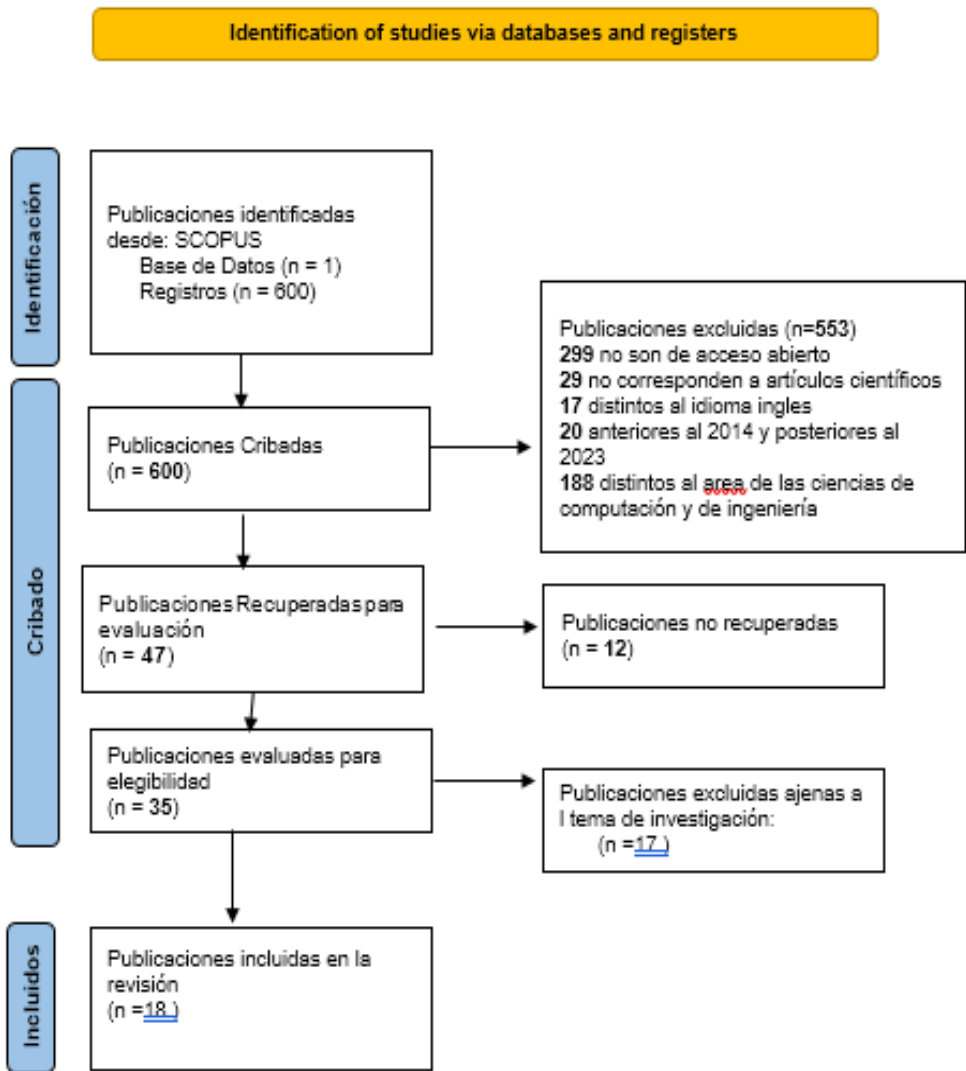 Identification of studies via databases and registers
Identificación
Publicaciones identificadas
desde: SCOPUS
Base de Datos (n = 1)
Registros (n = 600)
Publicaciones excluidas (n=553)
299 no son de acceso abierto
29 no corresponden a artículos científicos
17 distintos al idioma ingles
20 anteriores al 2014 y posteriores al
2023
188 distintos al area de las ciencias de
computación y de ingeniería
Cribado
Publicaciones Cribadas
(n = 600)
Publicaciones Recuperadas para
evaluación
(n = 47)
Publicaciones no recuperadas
(n = 12)
Publicaciones evaluadas para
elegibilidad
(n = 35)
Publicaciones excluidas ajenas a
l tema de investigación:
(n =17 )
Incluidos
Publicaciones incluidas en la
revisión
(n =18 )